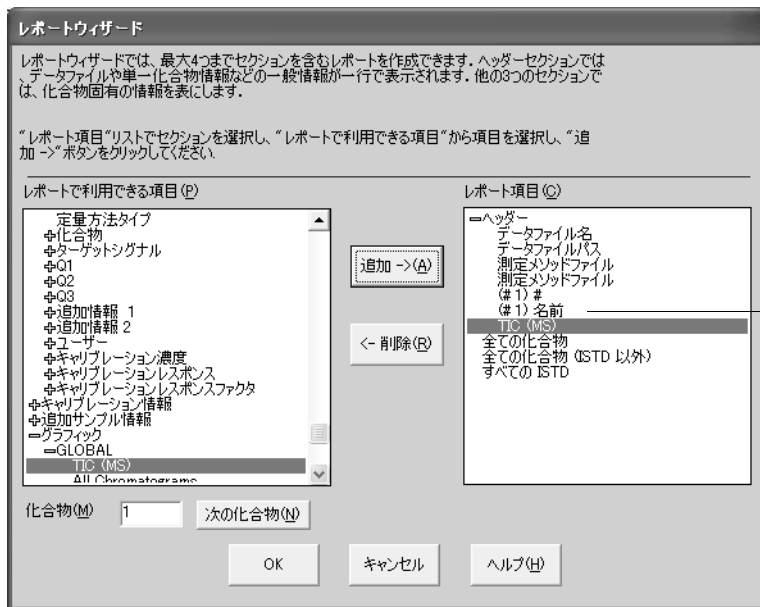 レポートウィザード
レポートウィザードでは、最大4つまでセクションを含むレポートを作成できます. ヘッダーセクションでは
、データファイルや単一化合物情報などの一般情報が一行で表示されます. 他の3つのセクションで
は、化合物固有の情報を表にします.
"レポート項目"リストでセクションを選択し、"レポートで利用できる項目"から項目を選択し、"追
加 ->"ボタンをクリックしてください.
レポートで利用できる項目(P)
定量方法タイプ
化合物
ターゲットシグナル
Q1
Q2
Q3
追加情報 1
追加情報 2
ユーザー
キャリブレーション濃度
キャリブレーションレスポンス
キャリブレーションレスポンスファクタ
キャリブレーション情報
追加サンプル情報
グラフィック
GLOBAL
TIC (MS)
All Chromatograms
追加 ->(A)
<- 削除(R)
レポート項目(C)
ヘッダー
データファイル名
データファイルパス
測定メソッドファイル
測定メソッドファイル
(#1) #
(#1) 名前
TIC (MS)
全ての化合物
全ての化合物 (ISTD 以外)
すべての ISTD
化合物(M) 1 次の化合物(N)
OK キャンセル ヘルプ(H)